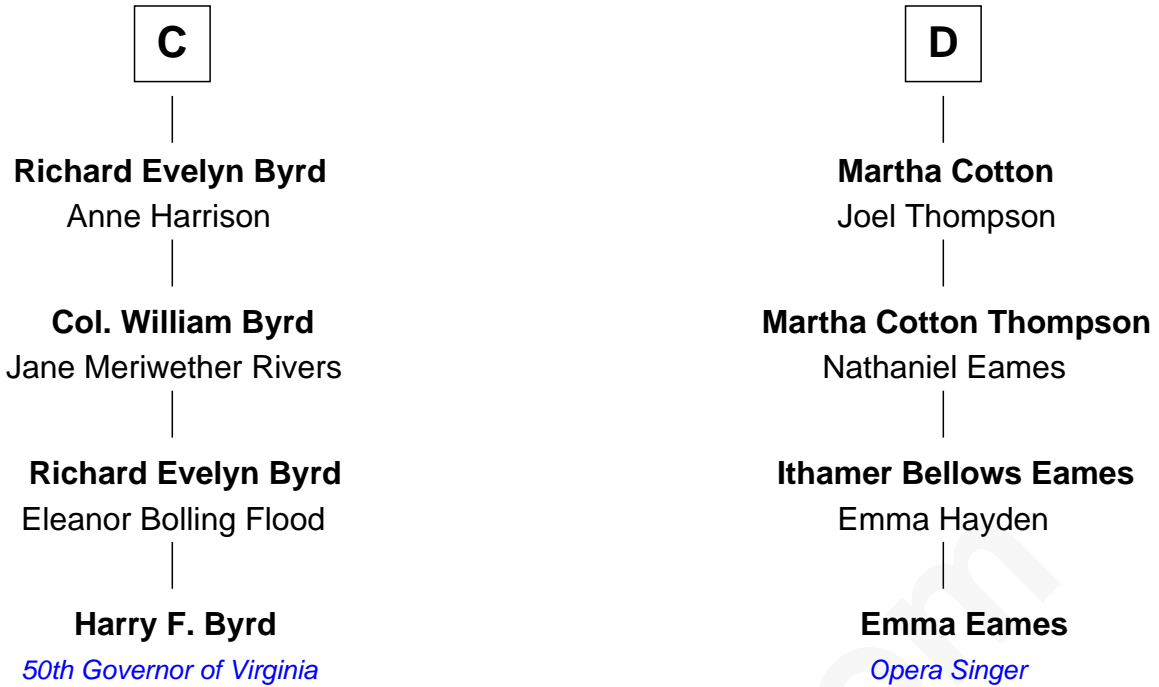 C
Richard Evelyn Byrd
Anne Harrison
Col. William Byrd
Jane Meriwether Rivers
Richard Evelyn Byrd
Eleanor Bolling Flood
Harry F. Byrd
50th Governor of Virginia
D
Martha Cotton
Joel Thompson
Martha Cotton Thompson
Nathaniel Eames
Ithamer Bellows Eames
Emma Hayden
Emma Eames
Opera Singer